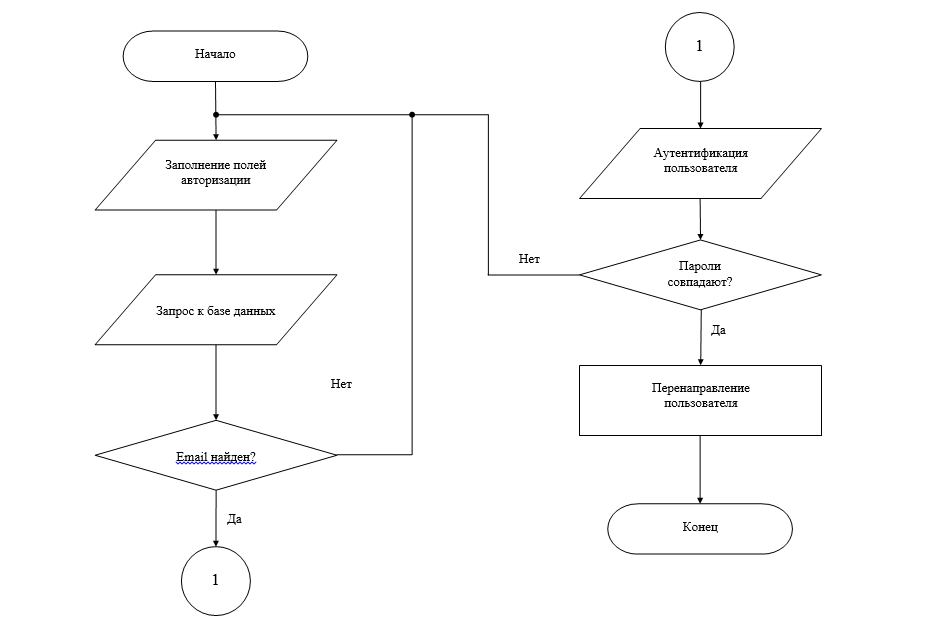 Начало
Заполнение полей
авторизации
Запрос к базе данных
Нет
Email найден?
Да
1
1
Аутентификация
пользователя
Нет
Пароли
совпадают?
Да
Перенаправление
пользователя
Конец